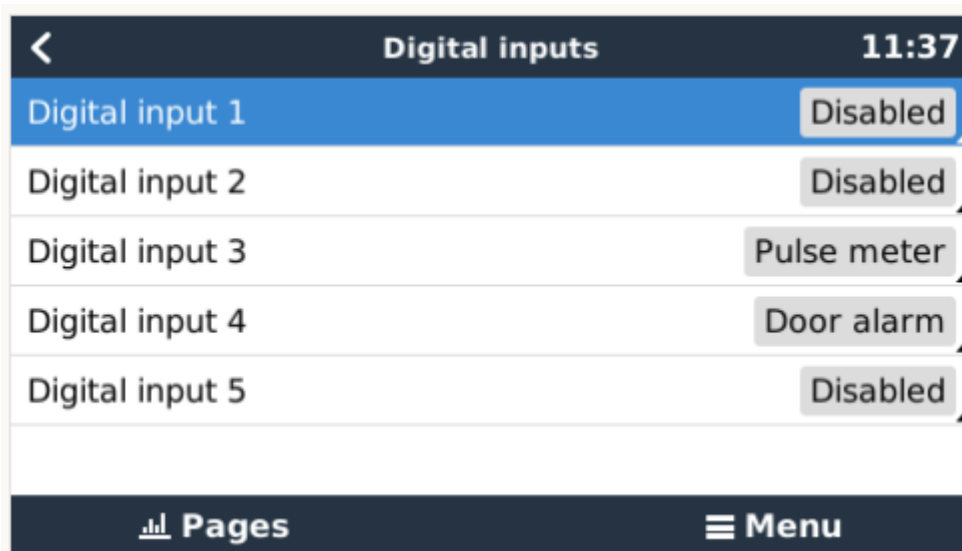 Digital inputs 11:37
Digital input 1 Disabled
Digital input 2 Disabled
Digital input 3 Pulse meter
Digital input 4 Door alarm
Digital input 5 Disabled
Pages Menu